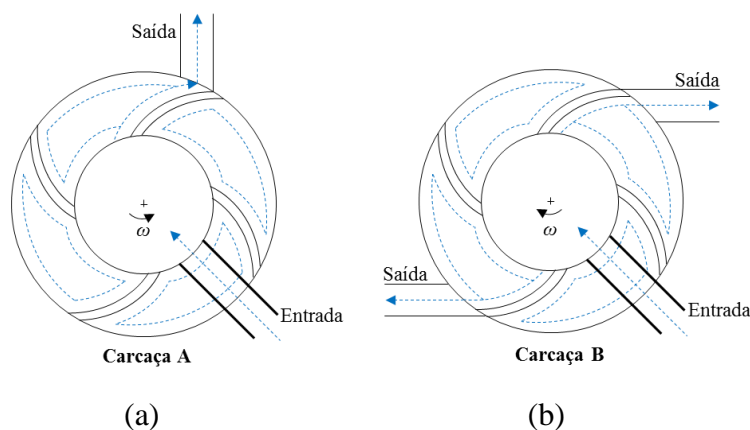 Saída
+
ω
Entrada
Carcaça A
(a)
Saída
+
ω
Saída
Entrada
Carcaça B
(b)